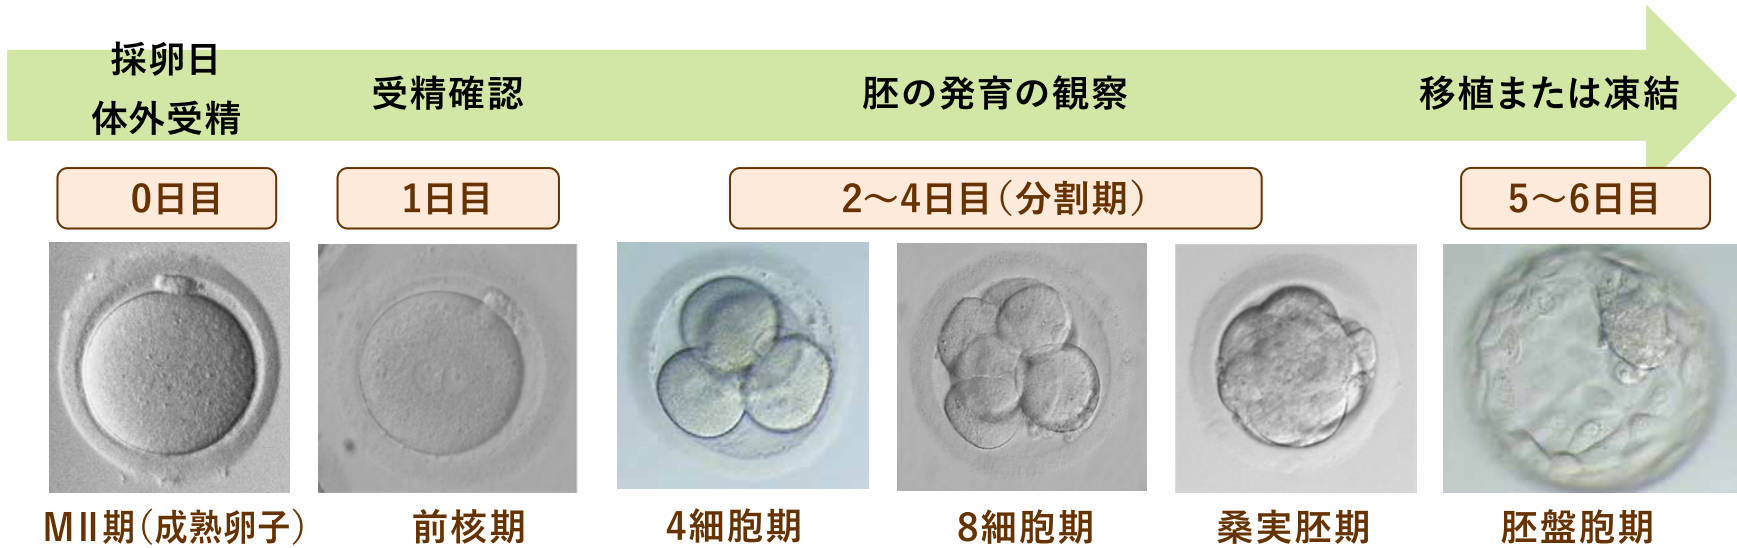 採卵日
体外受精
受精確認
胚の発育の観察
移植または凍結
0日目
1日目
2～4日目（分割期）
5～6日目
MⅡ期（成熟卵子）
前核期
4細胞期
8細胞期
桑実胚期
胚盤胞期